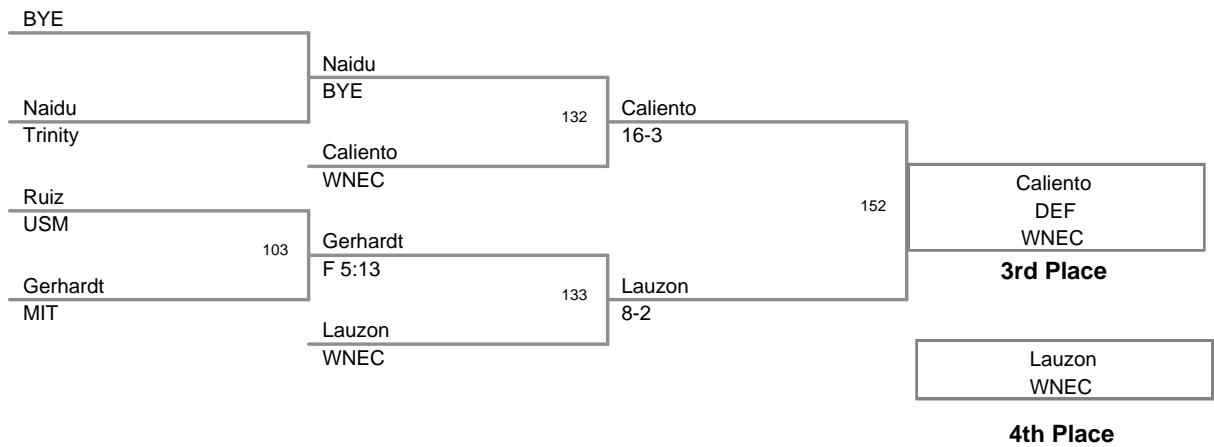 BYE
Naidu
Trinity
Ruiz
USM
103
Gerhardt
MIT
Naidu
BYE
132
Caliento
WNEC
Gerhardt
F 5:13
133
Lauzon
WNEC
Caliento
16-3
152
Lauzon
8-2
Caliento
DEF
WNEC
3rd Place
Lauzon
WNEC
4th Place